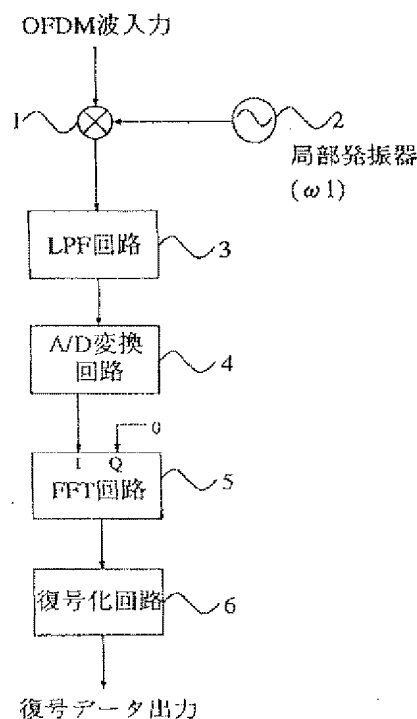 OFDM波入力
1
2
局部発振器
(ω1)
LPF回路
3
A/D変換
回路
4
0
I Q
FFT回路
5
復号化回路
6
復号データ出力